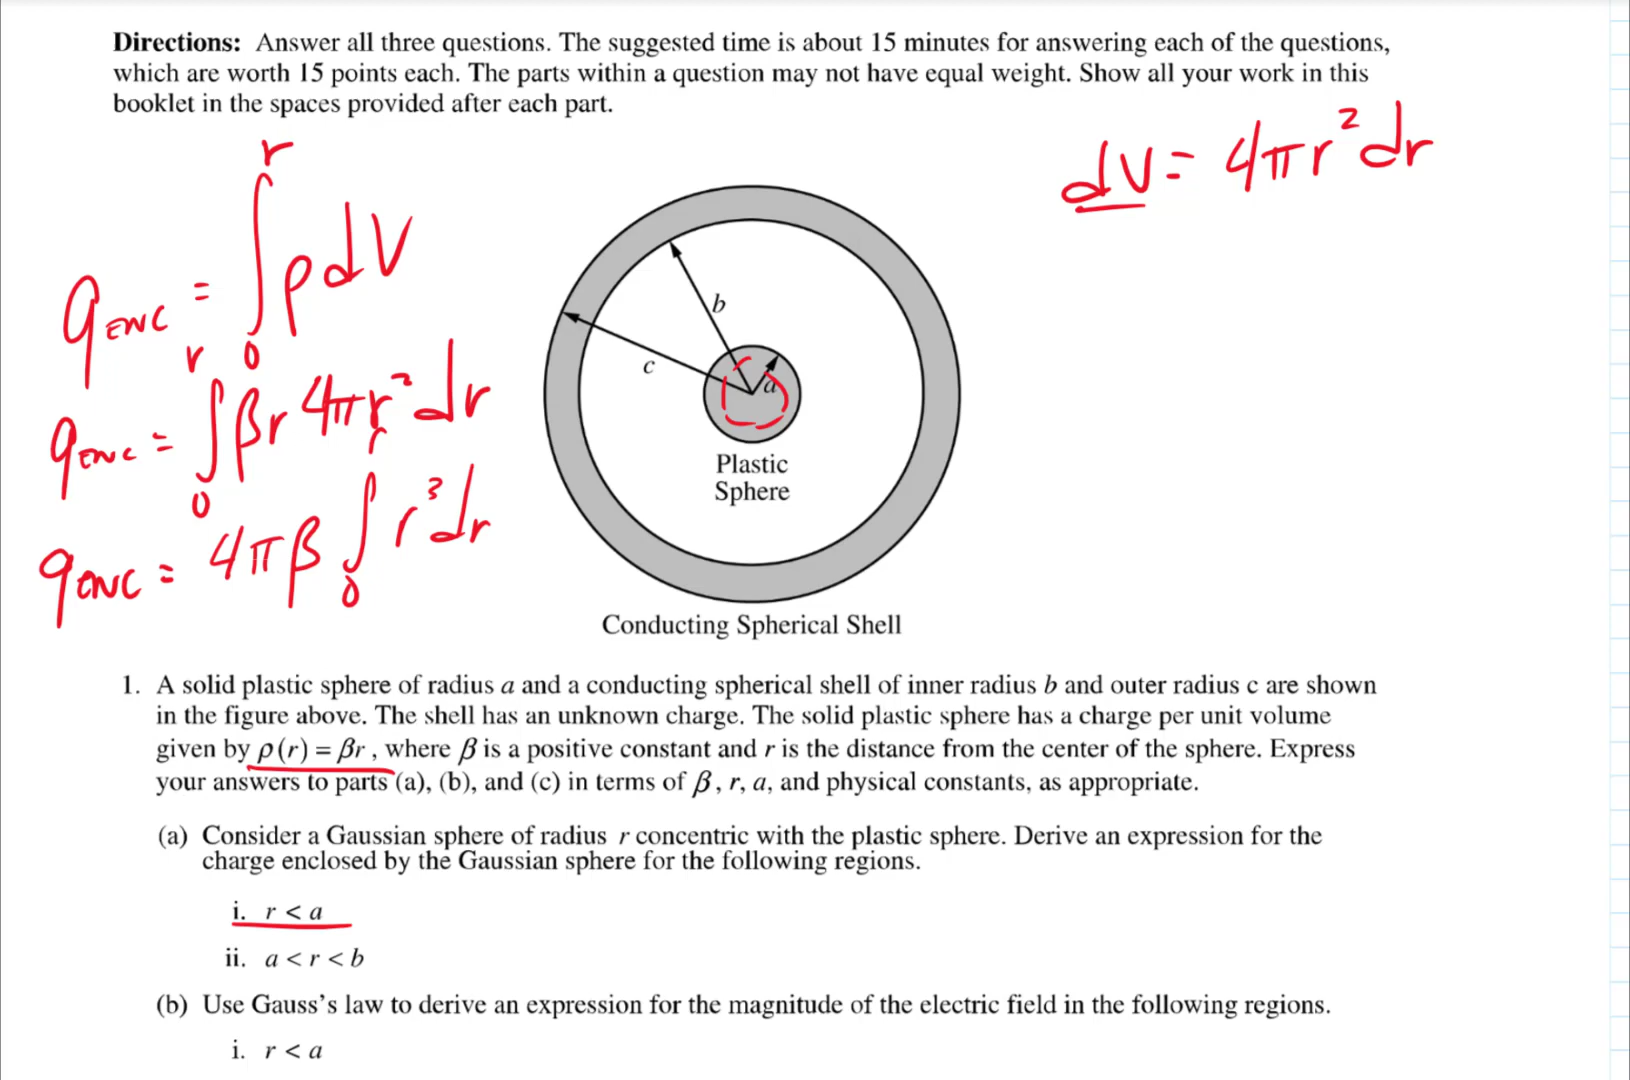 Directions: Answer all three questions. The suggested time is about 15 minutes for answering each of the questions,
which are worth 15 points each. The parts within a question may not have equal weight. Show all your work in this
booklet in the spaces provided after each part.
dV = 4πr²dr
qENC = ∫₀ʳ ρdV
qENC = ∫₀ʳ βr 4πr² dr
qENC = 4πβ ∫₀ʳ r³dr
b
c
a
Plastic
Sphere
Conducting Spherical Shell
1. A solid plastic sphere of radius a and a conducting spherical shell of inner radius b and outer radius c are shown
in the figure above. The shell has an unknown charge. The solid plastic sphere has a charge per unit volume
given by ρ(r) = βr, where β is a positive constant and r is the distance from the center of the sphere. Express
your answers to parts (a), (b), and (c) in terms of β, r, a, and physical constants, as appropriate.
(a) Consider a Gaussian sphere of radius r concentric with the plastic sphere. Derive an expression for the
charge enclosed by the Gaussian sphere for the following regions.
i. r < a
ii. a < r < b
(b) Use Gauss’s law to derive an expression for the magnitude of the electric field in the following regions.
i. r < a